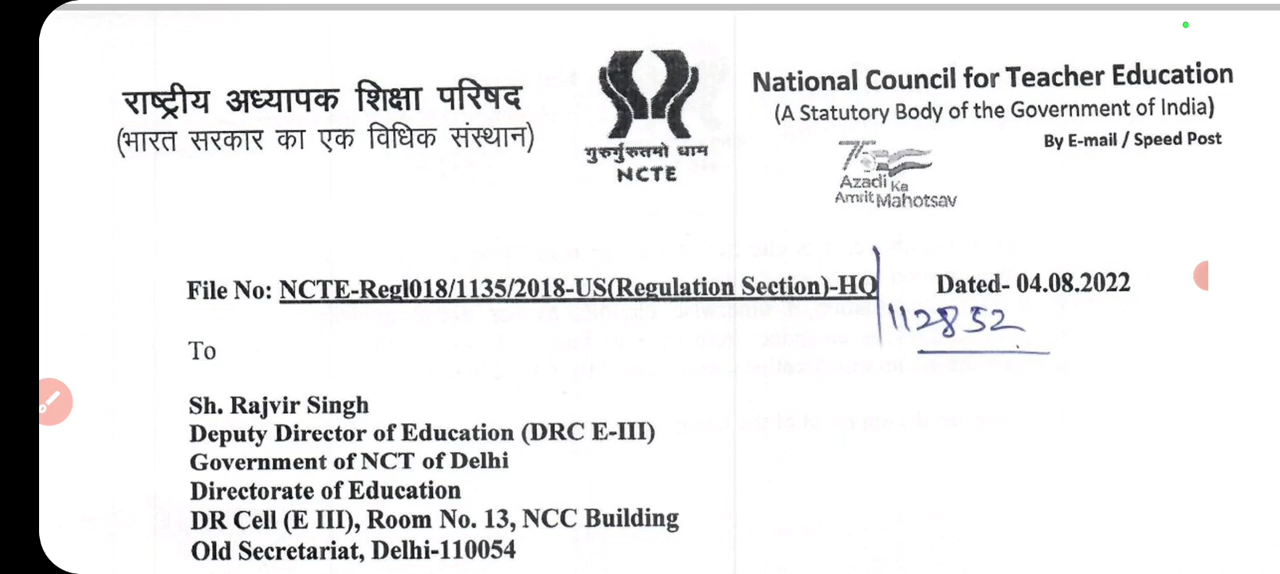 राष्ट्रीय अध्यापक शिक्षा परिषद
(भारत सरकार का एक विधिक संस्थान)
गुरुर्गुरुतमो धाम
NCTE
National Council for Teacher Education
(A Statutory Body of the Government of India)
By E-mail / Speed Post
75
Azadi Ka
Amrit Mahotsav
File No: NCTE-Regl018/1135/2018-US(Regulation Section)-HQ Dated- 04.08.2022
112852
To
Sh. Rajvir Singh
Deputy Director of Education (DRC E-III)
Government of NCT of Delhi
Directorate of Education
DR Cell (E III), Room No. 13, NCC Building
Old Secretariat, Delhi-110054